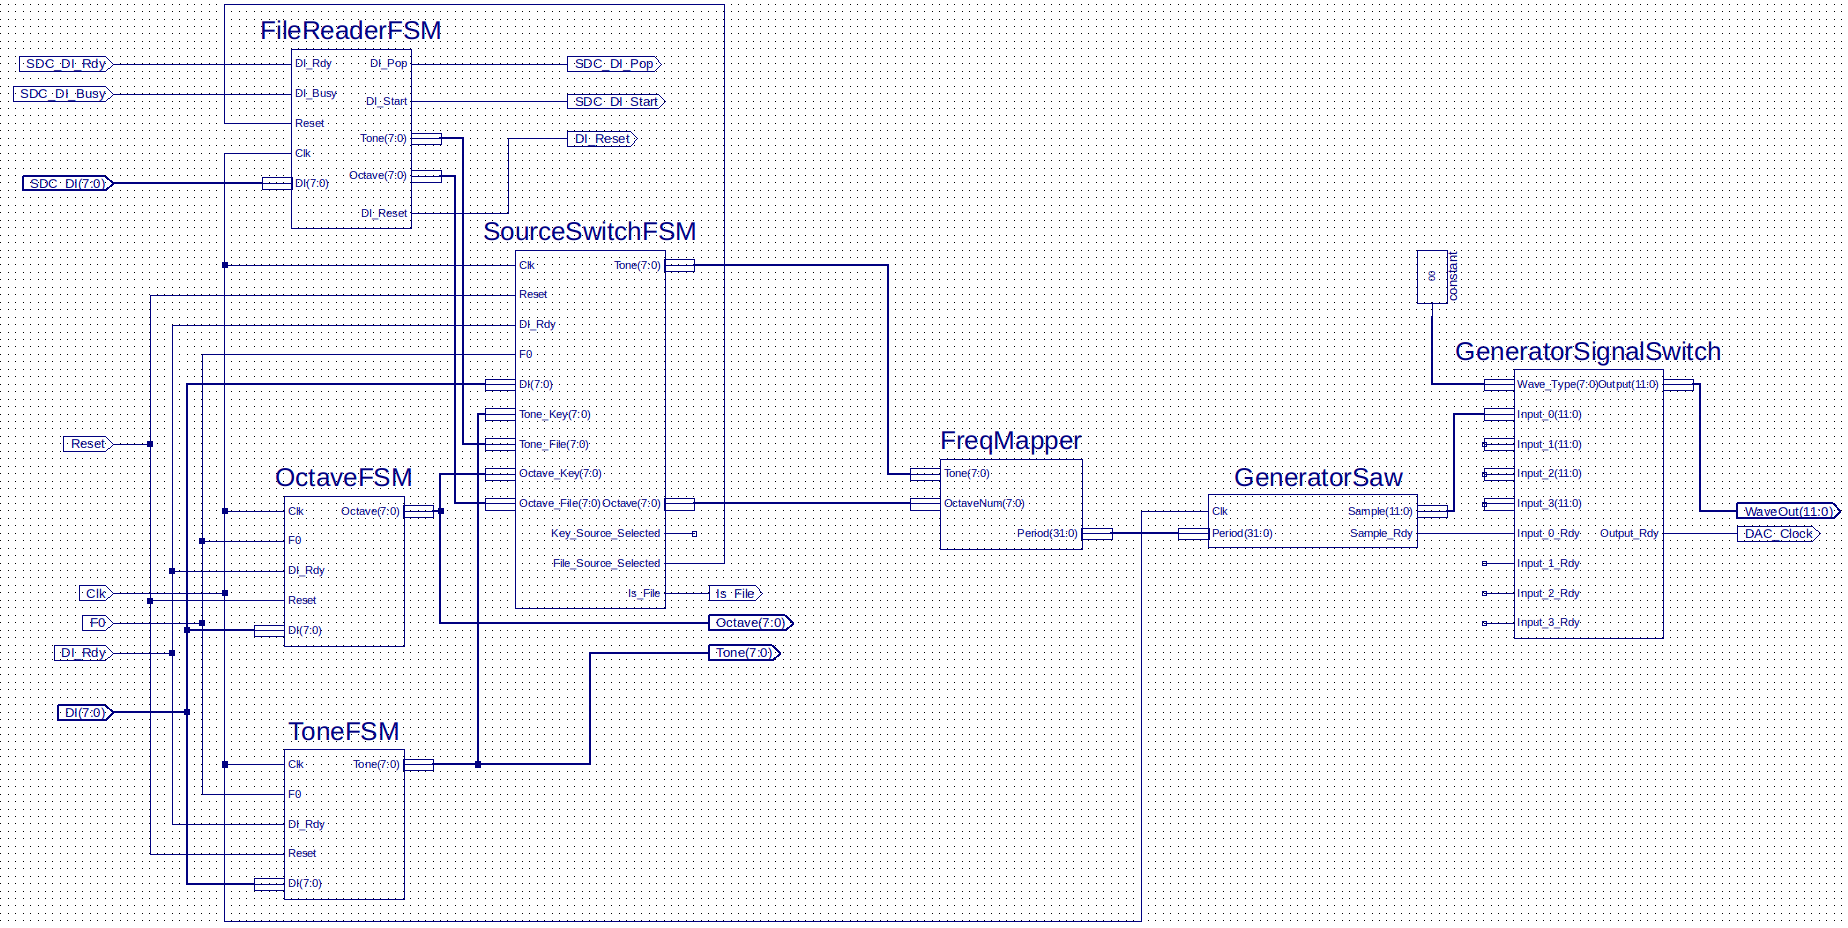 FileReaderFSM
SDC_DI_Rdy
DI_Rdy
DI_Pop
SDC_DI_Pop
SDC_DI_Busy
DI_Busy
DI_Start
SDC_DI_Start
Reset
Tone(7:0)
DI_Reset
Clk
SDC_DI(7:0)
DI(7:0)
Octave(7:0)
DI_Reset
SourceSwitchFSM
Clk
Tone(7:0)
Reset
DI_Rdy
F0
DI(7:0)
Tone_Key(7:0)
Tone_File(7:0)
Octave_Key(7:0)
Octave_File(7:0)
Octave(7:0)
Key_Source_Selected
File_Source_Selected
Is_File
Is_File
Octave(7:0)
Tone(7:0)
Reset
Clk
F0
DI_Rdy
DI(7:0)
OctaveFSM
Clk
Octave(7:0)
F0
DI_Rdy
Reset
DI(7:0)
ToneFSM
Clk
Tone(7:0)
F0
DI_Rdy
Reset
DI(7:0)
FreqMapper
Tone(7:0)
OctaveNum(7:0)
Period(31:0)
GeneratorSaw
Clk
Sample(11:0)
Period(31:0)
Sample_Rdy
00
constant
GeneratorSignalSwitch
Wave_Type(7:0)
Output(11:0)
Input_0(11:0)
Input_1(11:0)
Input_2(11:0)
Input_3(11:0)
Input_0_Rdy
Output_Rdy
Input_1_Rdy
Input_2_Rdy
Input_3_Rdy
WaveOut(11:0)
DAC_Clock